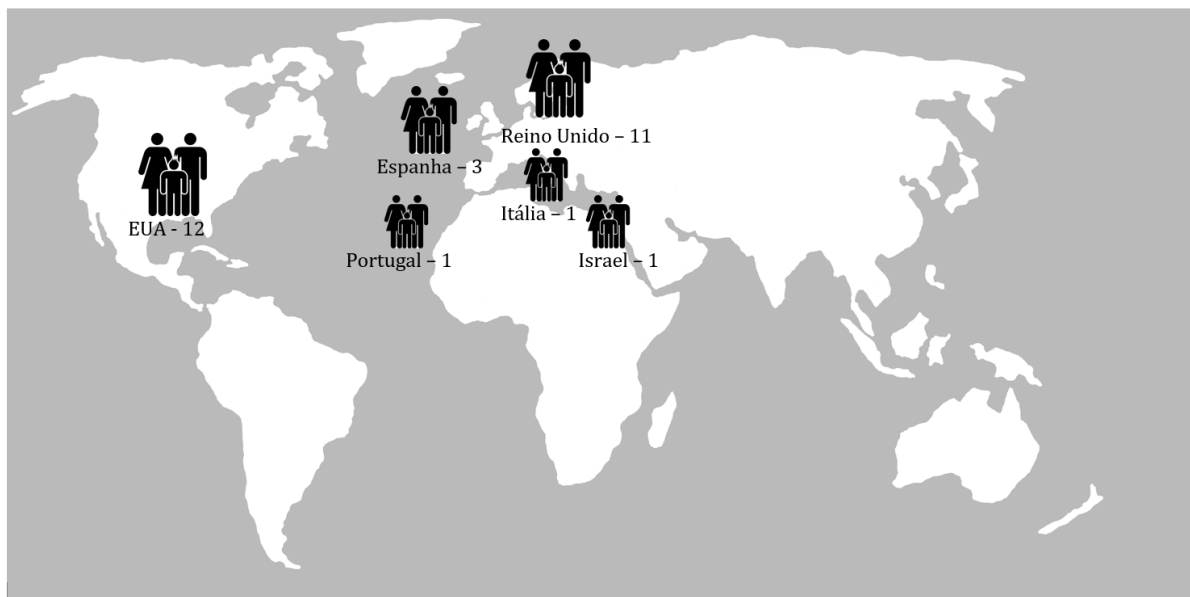 Reino Unido – 11
Espanha – 3
Itália – 1
EUA - 12
Portugal – 1
Israel – 1